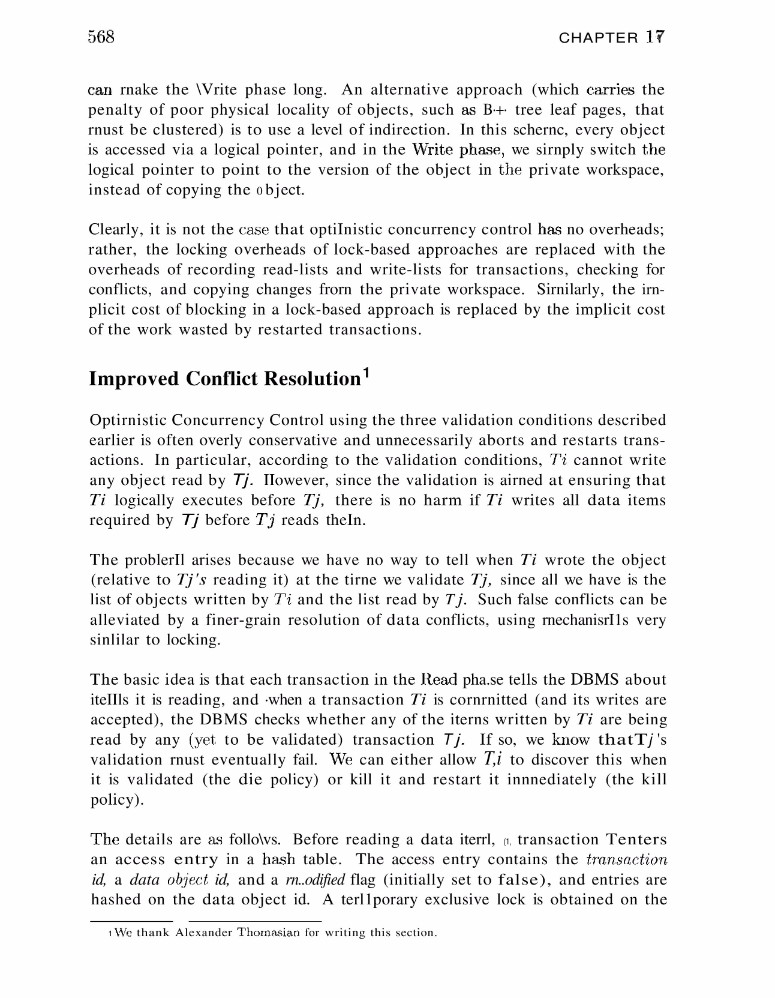 568
CHAPTER 17
can rnake the \Vrite phase long. An alternative approach (which carries the
penalty of poor physical locality of objects, such as B+ tree leaf pages, that
rnust be clustered) is to use a level of indirection. In this schernc, every object
is accessed via a logical pointer, and in the Write phase, we sirnply switch the
logical pointer to point to the version of the object in the private workspace,
instead of copying the object.
Clearly, it is not the case that optiInistic concurrency control has no overheads;
rather, the locking overheads of lock-based approaches are replaced with the
overheads of recording read-lists and write-lists for transactions, checking for
conflicts, and copying changes frorn the private workspace. Sirnilarly, the irn-
plicit cost of blocking in a lock-based approach is replaced by the implicit cost
of the work wasted by restarted transactions.
Improved Conflict Resolution1
Optirnistic Concurrency Control using the three validation conditions described
earlier is often overly conservative and unnecessarily aborts and restarts trans-
actions. In particular, according to the validation conditions, Ti cannot write
any object read by Tj. IIowever, since the validation is airned at ensuring that
Ti logically executes before Tj, there is no harm if Ti writes all data items
required by Tj before Tj reads theln.
The problerIl arises because we have no way to tell when Ti wrote the object
(relative to Tj's reading it) at the tirne we validate Tj, since all we have is the
list of objects written by Ti and the list read by Tj. Such false conflicts can be
alleviated by a finer-grain resolution of data conflicts, using rnechanisrI1s very
sinlilar to locking.
The basic idea is that each transaction in the Read pha.se tells the DBMS about
iteIIls it is reading, and ·when a transaction Ti is cornrnitted (and its writes are
accepted), the DBMS checks whether any of the iterns written by Ti are being
read by any (yet to be validated) transaction Tj. If so, we know thatTj's
validation rnust eventually fail. We can either allow T,i to discover this when
it is validated (the die policy) or kill it and restart it innnediately (the kill
policy).
The details are as follo\vs. Before reading a data iterrl, transaction Tenters
an access entry in a hash table. The access entry contains the transaction
id, a data object id, and a rn..odified flag (initially set to false), and entries are
hashed on the data object id. A terl1porary exclusive lock is obtained on the
1We thank Alexander Thomasian for writing this section.